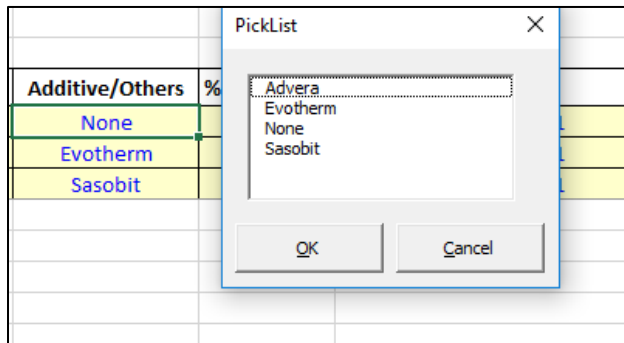 PickList
Additive/Others %
None
Evotherm
Sasobit
Advera
Evotherm
None
Sasobit
OK Cancel